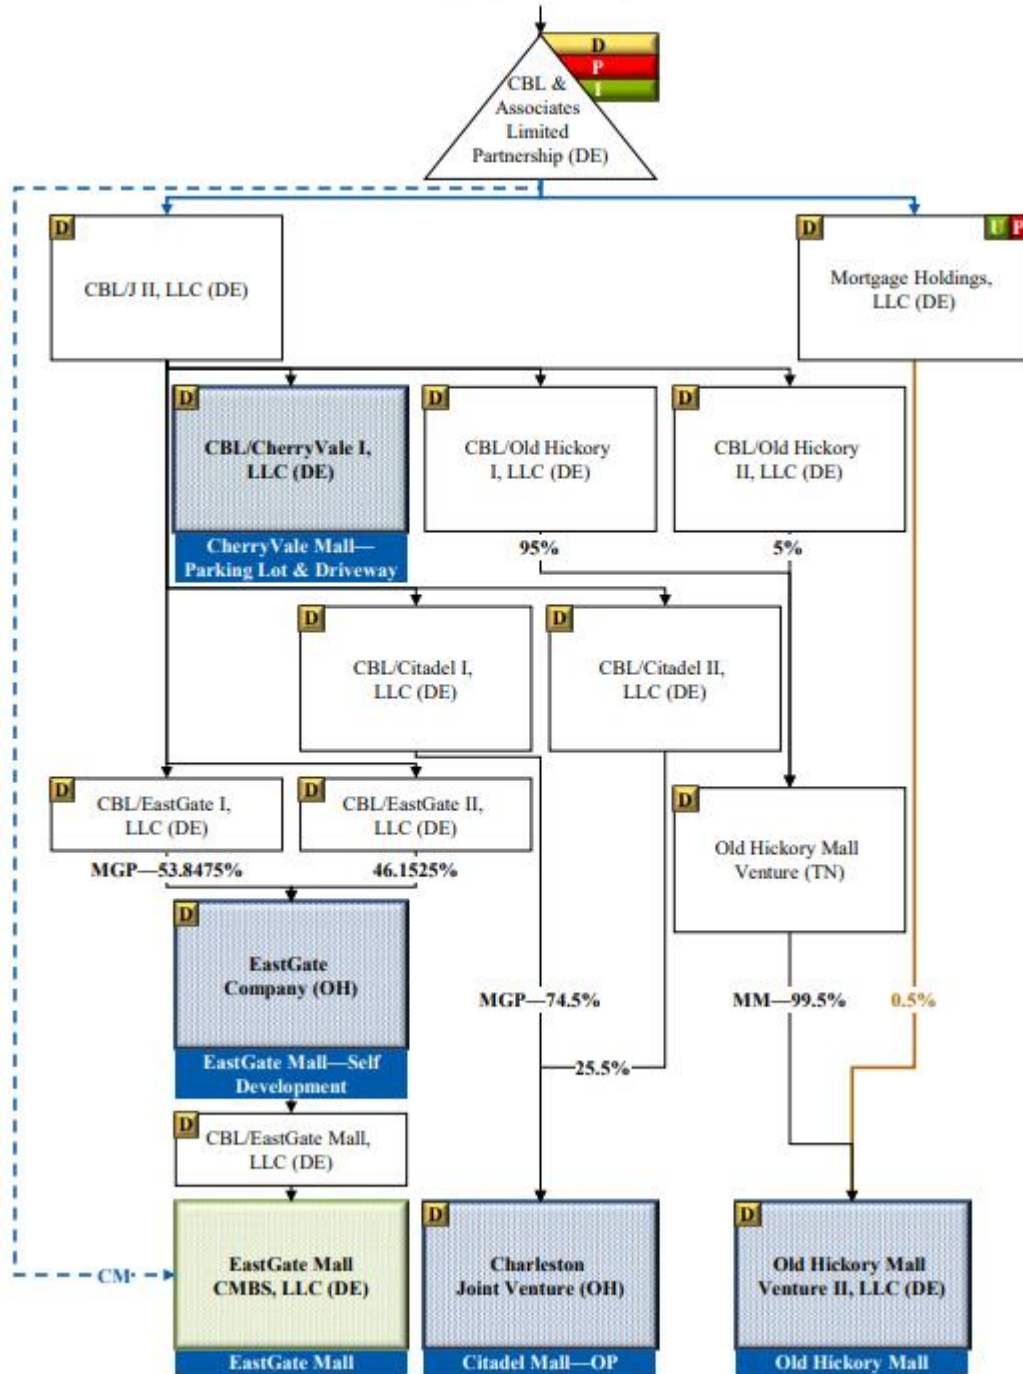 D
P
I
CBL &
Associates
Limited
Partnership (DE)
D
CBL/J II, LLC (DE)
D
U P
Mortgage Holdings,
LLC (DE)
D
CBL/CherryVale I,
LLC (DE)
CherryVale Mall—
Parking Lot & Driveway
D
CBL/Old Hickory
I, LLC (DE)
95%
D
CBL/Old Hickory
II, LLC (DE)
5%
D
CBL/Citadel I,
LLC (DE)
D
CBL/Citadel II,
LLC (DE)
D
CBL/EastGate I,
LLC (DE)
MGP—53.8475%
D
CBL/EastGate II,
LLC (DE)
46.1525%
D
Old Hickory Mall
Venture (TN)
D
EastGate
Company (OH)
EastGate Mall—Self
Development
MGP—74.5%
25.5%
MM—99.5%
0.5%
D
CBL/EastGate Mall,
LLC (DE)
CM
EastGate Mall
CMBS, LLC (DE)
EastGate Mall
D
Charleston
Joint Venture (OH)
Citadel Mall—OP
D
Old Hickory Mall
Venture II, LLC (DE)
Old Hickory Mall